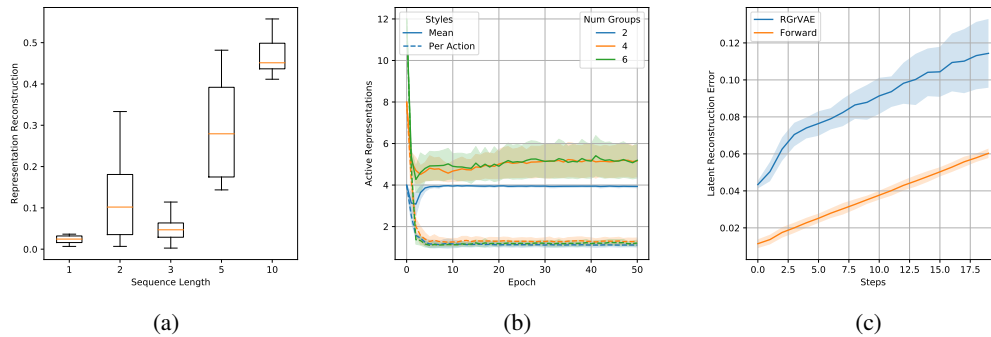 0.5
0.4
0.3
0.2
0.1
0.0
Representation Reconstruction
1 2 3 5 10
Sequence Length
(a)
12
10
8
6
4
2
Active Representations
Styles
Mean
Per Action
Num Groups
2
4
6
0 10 20 30 40 50
Epoch
(b)
RGrVAE
Forward
0.12
0.10
0.08
0.06
0.04
0.02
Latent Reconstruction Error
0.0 2.5 5.0 7.5 10.0 12.5 15.0 17.5
Steps
(c)